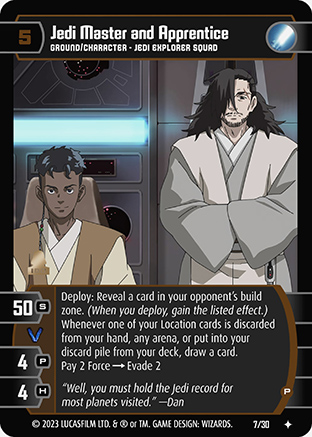 5
Jedi Master and Apprentice
GROUND/CHARACTER - JEDI EXPLORER SQUAD
50 S
4 P
4 H
Deploy: Reveal a card in your opponent's build
zone. (When you deploy, gain the listed effect.)
Whenever one of your Location cards is discarded
from your hand, any arena, or put into your
discard pile from your deck, draw a card.
Pay 2 Force → Evade 2
"Well, you must hold the Jedi record for
most planets visited." —Dan
P
© 2023 LUCASFILM LTD. & ® OR TM. GAME DESIGN: WIZARDS.
7/30